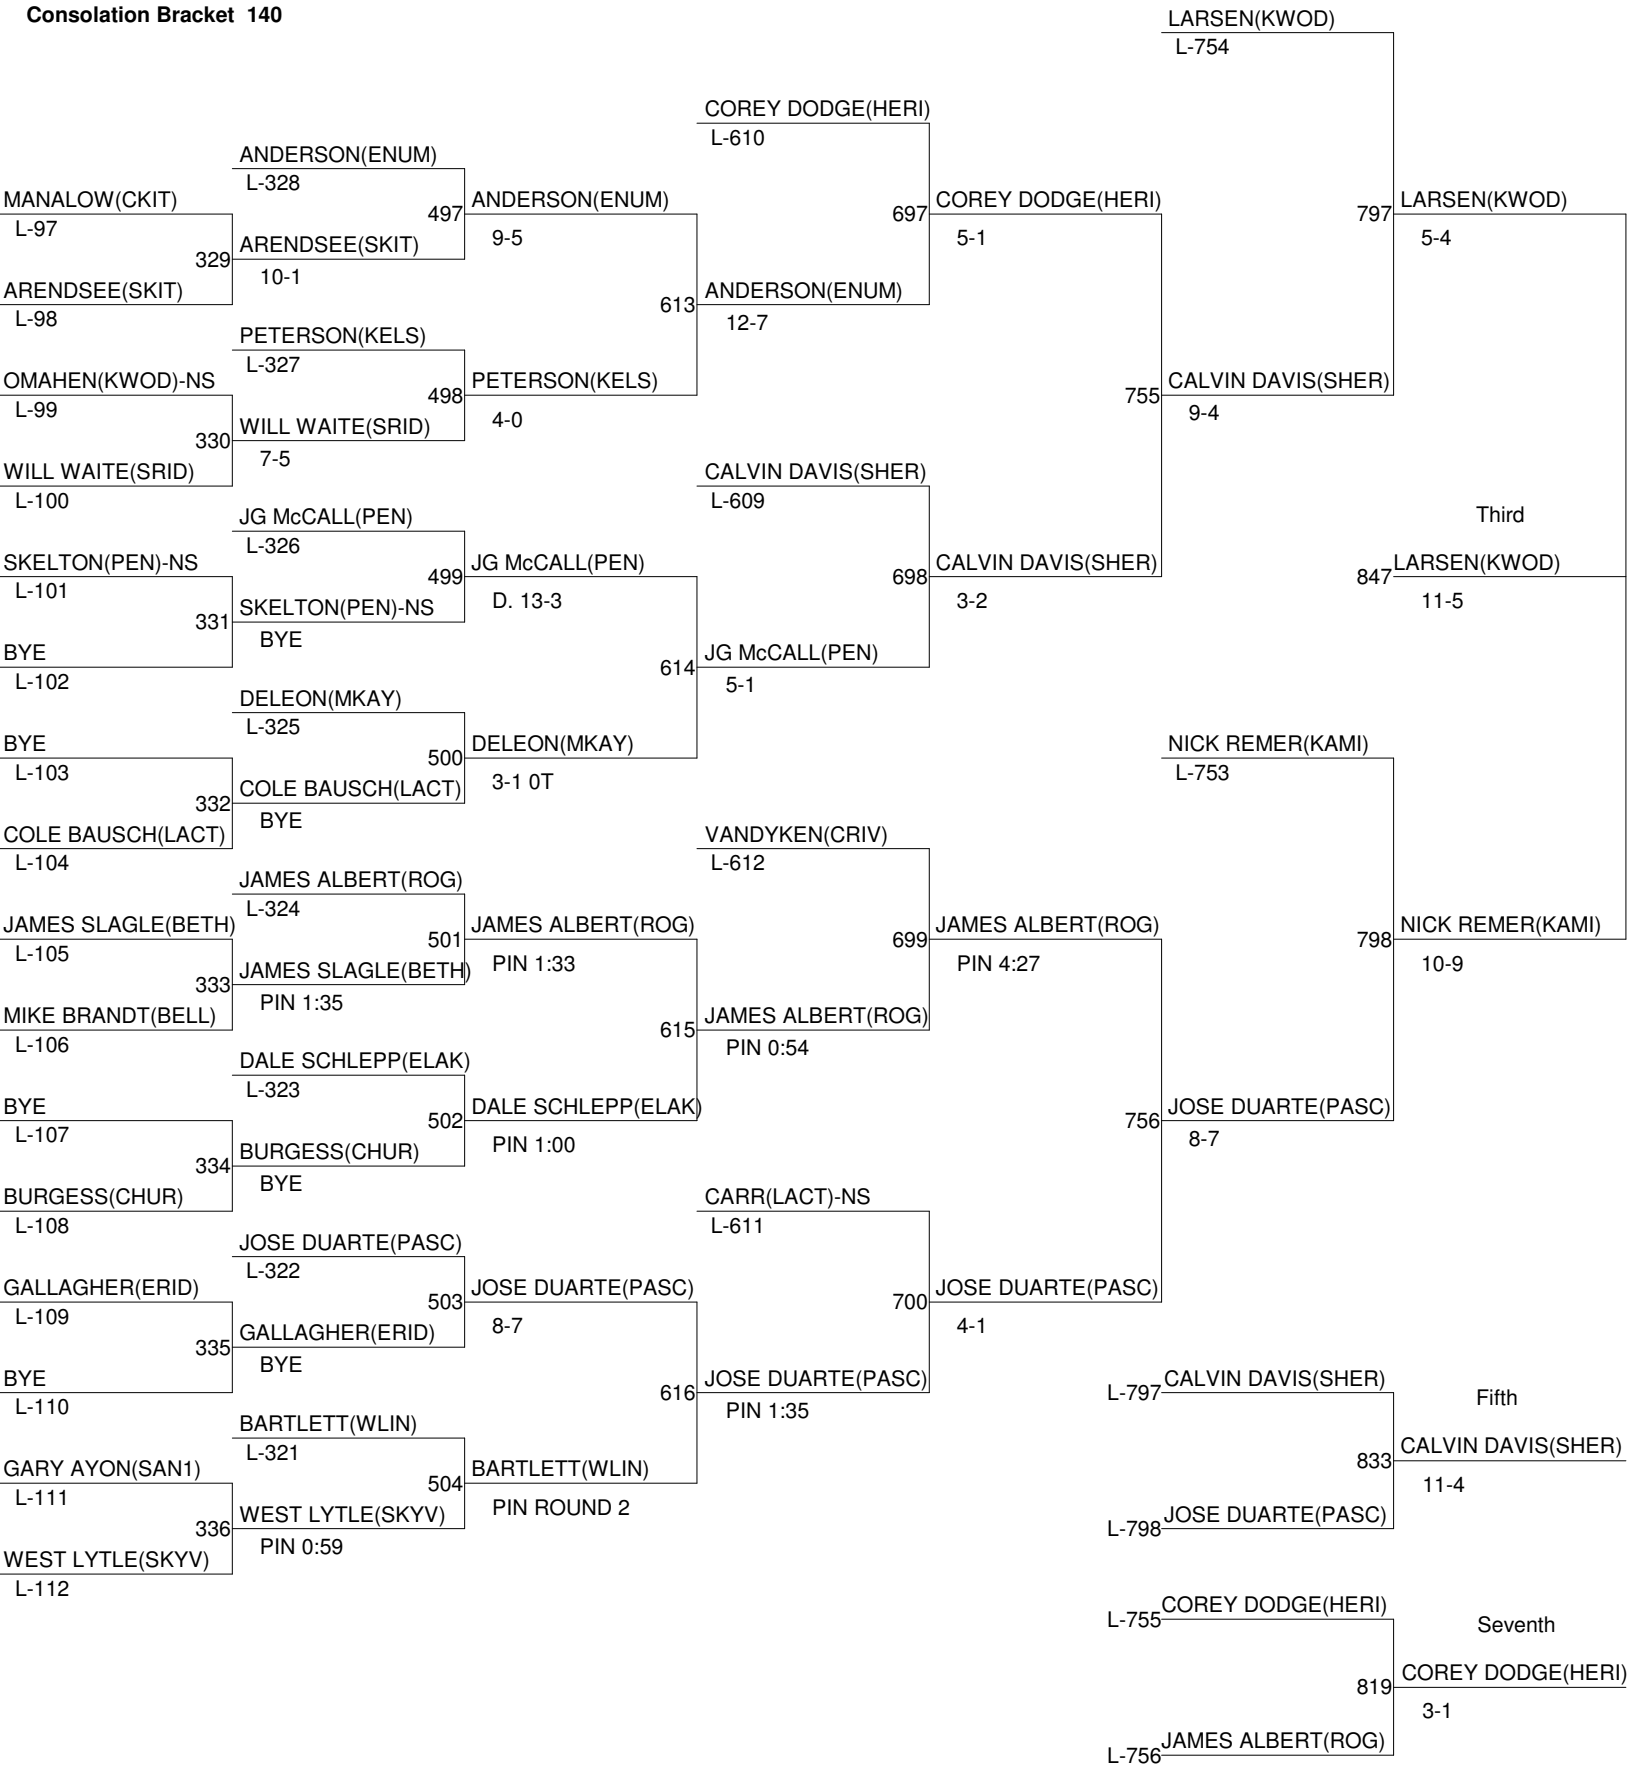 Consolation Bracket 140
LARSEN(KWOD)
L-754
COREY DODGE(HERI)
L-610
ANDERSON(ENUM)
L-328
MANALOW(CKIT)
L-97
497
ANDERSON(ENUM)
9-5
697
COREY DODGE(HERI)
5-1
797
LARSEN(KWOD)
5-4
329
ARENDSEE(SKIT)
10-1
ARENDSEE(SKIT)
L-98
613
ANDERSON(ENUM)
12-7
PETERSON(KELS)
L-327
OMAHEN(KWOD)-NS
L-99
498
PETERSON(KELS)
4-0
755
CALVIN DAVIS(SHER)
9-4
330
WILL WAITE(SRID)
7-5
WILL WAITE(SRID)
L-100
CALVIN DAVIS(SHER)
L-609
JG McCALL(PEN)
L-326
Third
SKELTON(PEN)-NS
L-101
499
JG McCALL(PEN)
D. 13-3
698
CALVIN DAVIS(SHER)
3-2
847
LARSEN(KWOD)
11-5
331
SKELTON(PEN)-NS
BYE
BYE
L-102
614
JG McCALL(PEN)
5-1
DELEON(MKAY)
L-325
BYE
L-103
500
DELEON(MKAY)
3-1 0T
NICK REMER(KAMI)
L-753
332
COLE BAUSCH(LACT)
BYE
COLE BAUSCH(LACT)
L-104
VANDYKEN(CRIV)
L-612
JAMES ALBERT(ROG)
L-324
JAMES SLAGLE(BETH)
L-105
501
JAMES ALBERT(ROG)
PIN 1:33
699
JAMES ALBERT(ROG)
PIN 4:27
798
NICK REMER(KAMI)
10-9
333
JAMES SLAGLE(BETH)
PIN 1:35
MIKE BRANDT(BELL)
L-106
615
JAMES ALBERT(ROG)
PIN 0:54
DALE SCHLEPP(ELAK)
L-323
BYE
L-107
502
DALE SCHLEPP(ELAK)
PIN 1:00
756
JOSE DUARTE(PASC)
8-7
334
BURGESS(CHUR)
BYE
BURGESS(CHUR)
L-108
CARR(LACT)-NS
L-611
JOSE DUARTE(PASC)
L-322
GALLAGHER(ERID)
L-109
503
JOSE DUARTE(PASC)
8-7
700
JOSE DUARTE(PASC)
4-1
335
GALLAGHER(ERID)
BYE
BYE
L-110
616
JOSE DUARTE(PASC)
PIN 1:35
L-797
CALVIN DAVIS(SHER)
Fifth
BARTLETT(WLIN)
L-321
833
CALVIN DAVIS(SHER)
11-4
GARY AYON(SAN1)
L-111
504
BARTLETT(WLIN)
PIN ROUND 2
L-798
JOSE DUARTE(PASC)
336
WEST LYTLE(SKYV)
PIN 0:59
WEST LYTLE(SKYV)
L-112
L-755
COREY DODGE(HERI)
Seventh
819
COREY DODGE(HERI)
3-1
L-756
JAMES ALBERT(ROG)